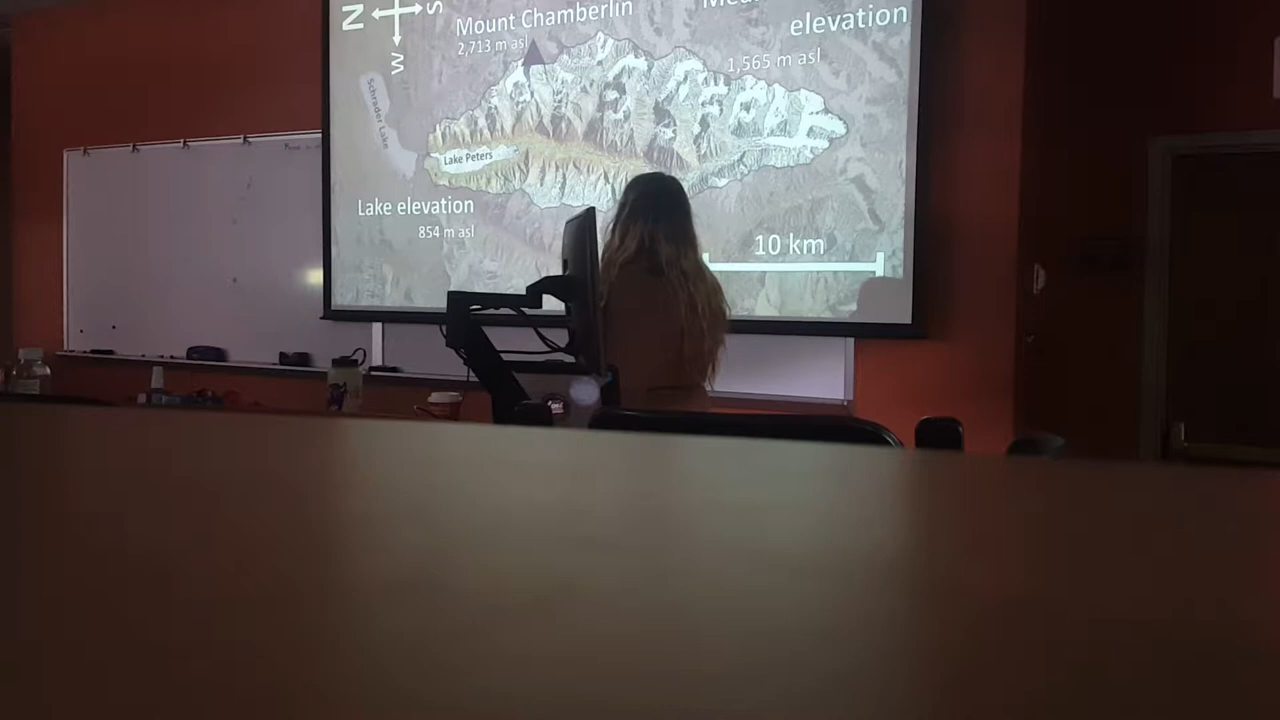 N
S
W
Mount Chamberlin
2,713 m asl
elevation
1,565 m asl
Schrader Lake
Lake Peters
Lake elevation
854 m asl
10 km